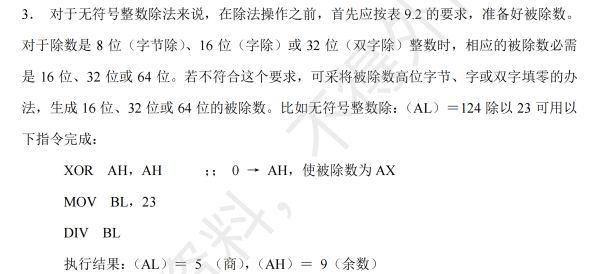 3. 对于无符号整数除法来说，在除法操作之前，首先应按表 9.2 的要求，准备好被除数。
对于除数是 8 位（字节除）、16 位（字除）或 32 位（双字除）整数时，相应的被除数必需
是 16 位、32 位或 64 位。若不符合这个要求，可采将被除数高位字节、字或双字填零的办
法，生成 16 位、32 位或 64 位的被除数。比如无符号整数除：（AL）＝124 除以 23 可用以
下指令完成：
XOR AH，AH ；； 0 → AH，使被除数为 AX
MOV BL，23
DIV BL
执行结果：（AL）＝ 5 （商），（AH）＝ 9（余数）
资料，不得外